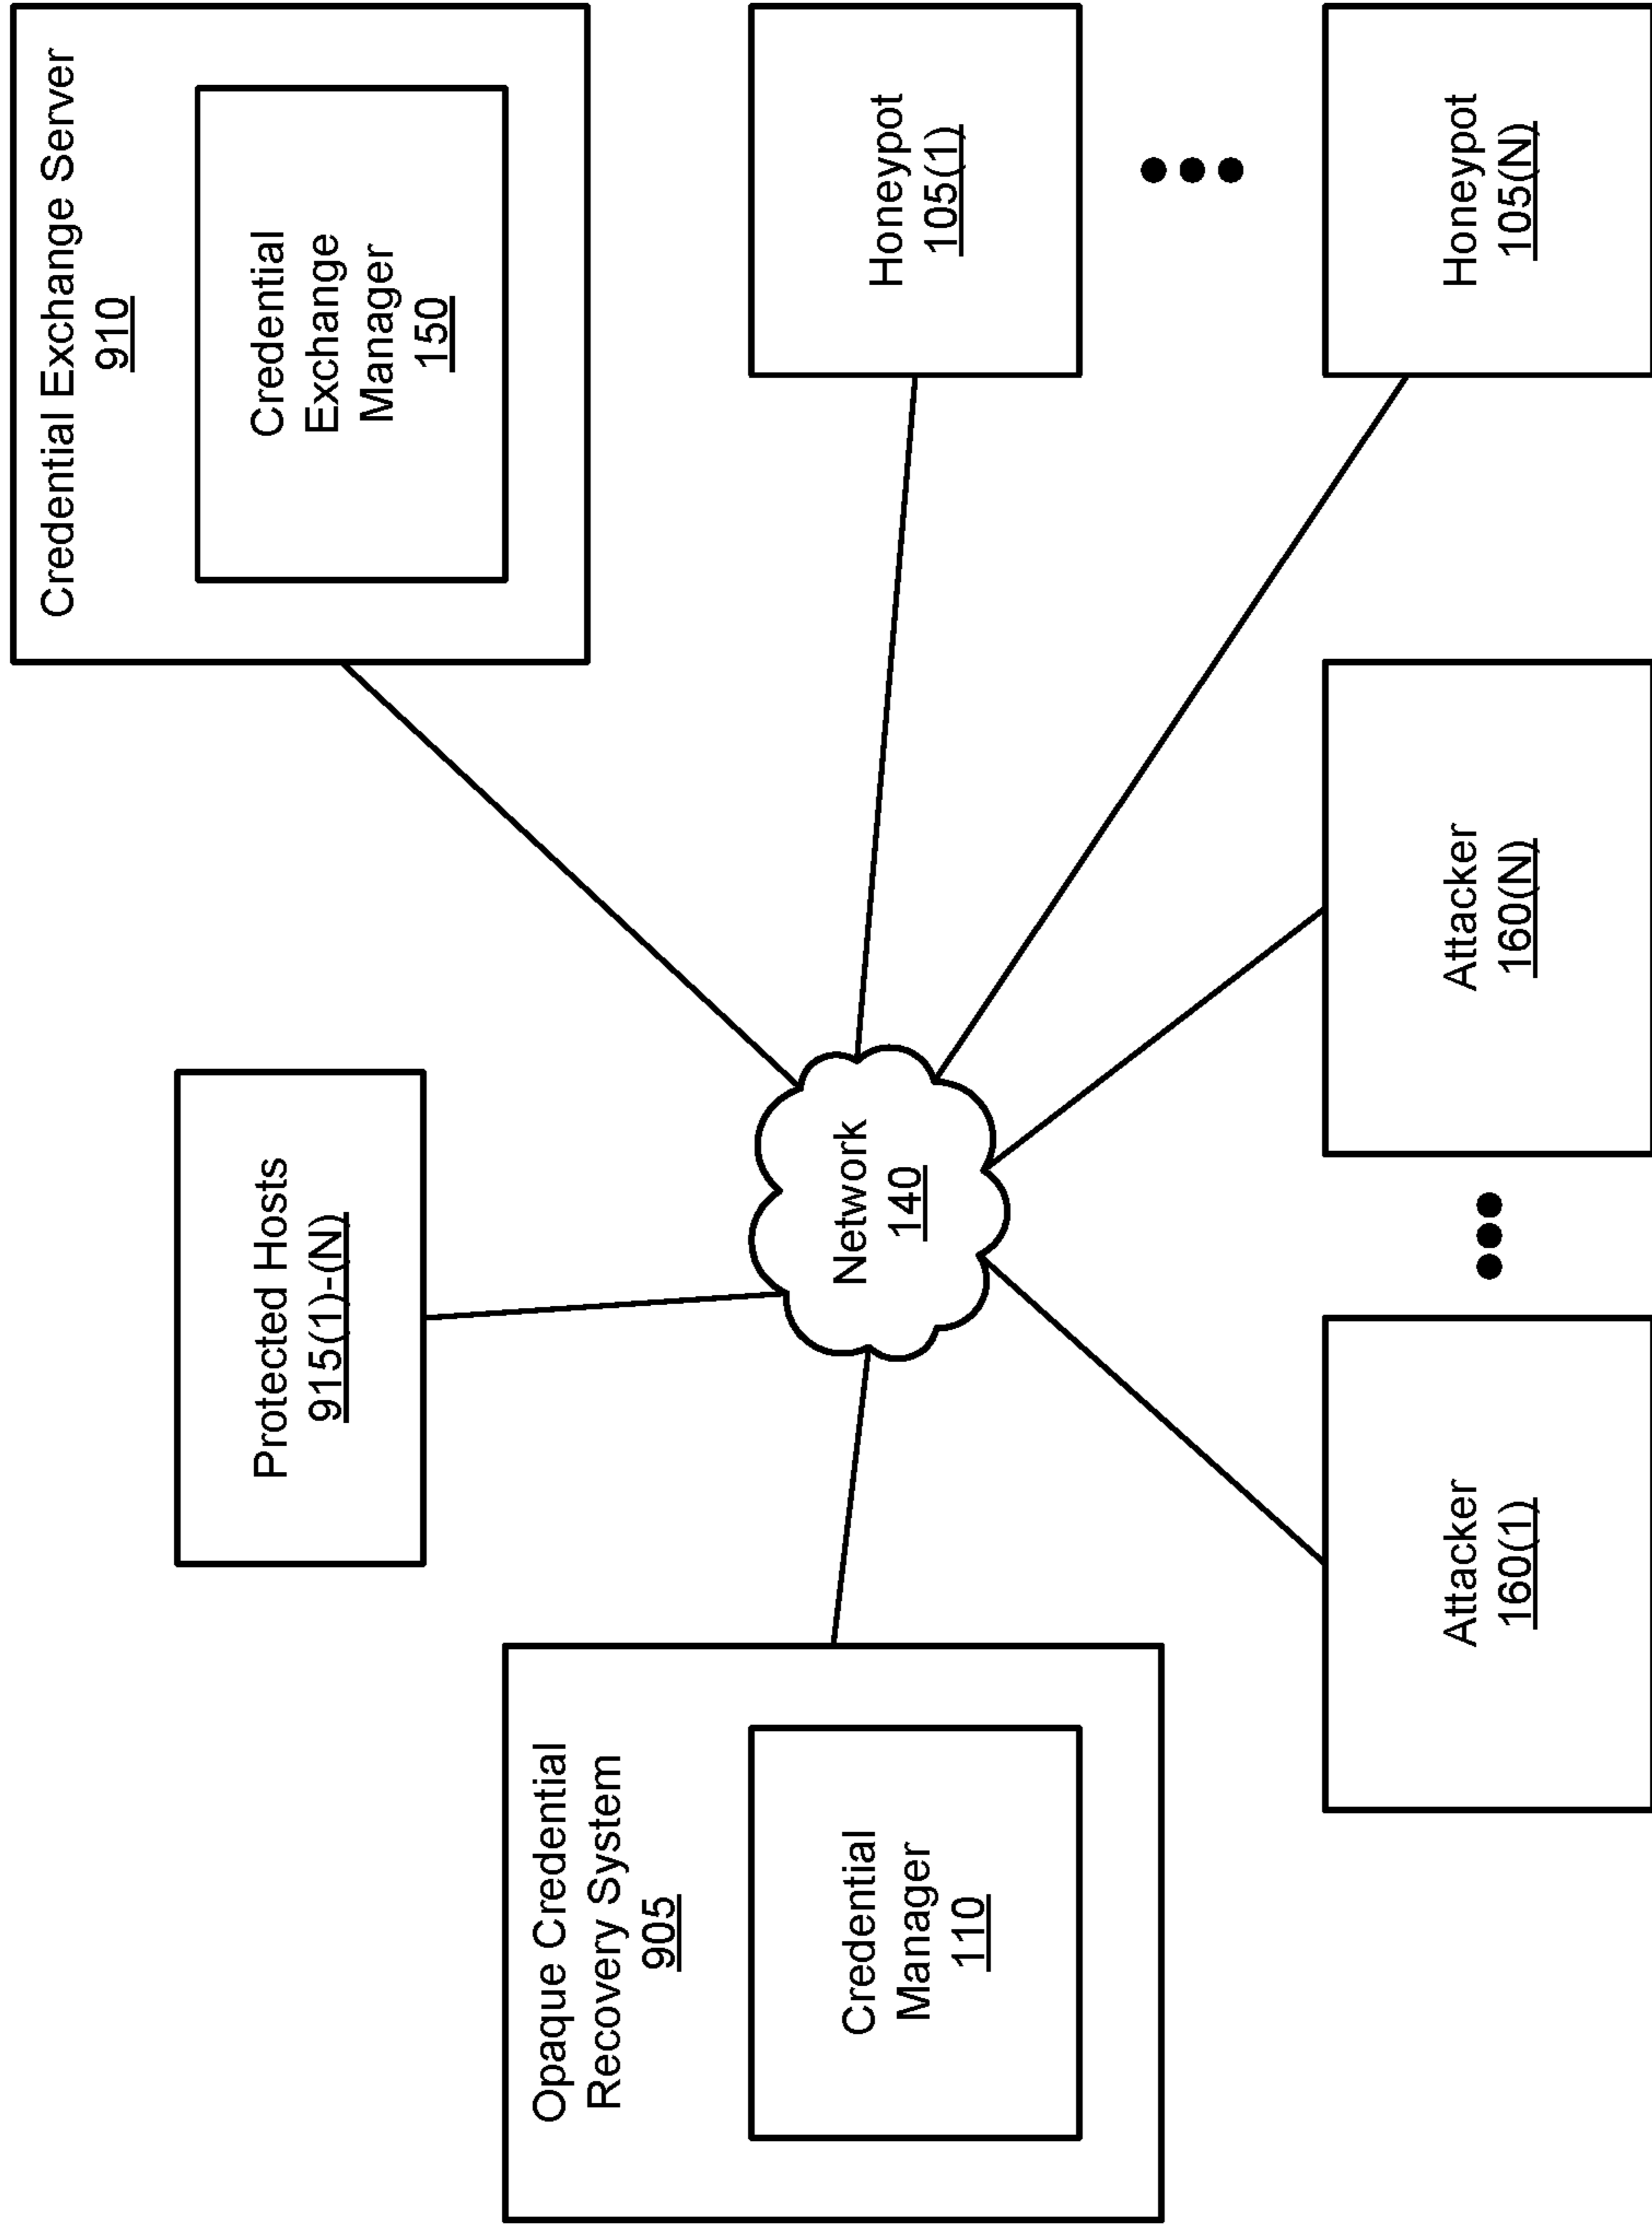 Opaque Credential
Recovery System
905
Credential
Manager
110
Protected Hosts
915(1)-(N)
Credential Exchange Server
910
Credential
Exchange
Manager
150
Network
140
Honeypot
105(1)
Honeypot
105(N)
Attacker
160(1)
Attacker
160(N)